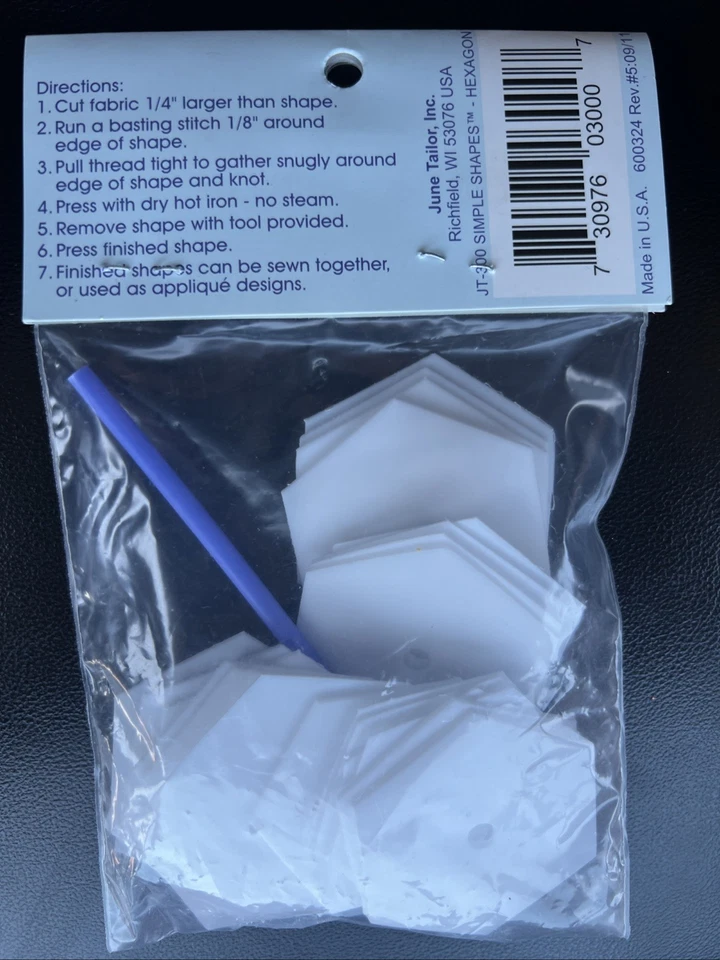 Directions:
1. Cut fabric 1/4" larger than shape.
2. Run a basting stitch 1/8" around
edge of shape.
3. Pull thread tight to gather snugly around
edge of shape and knot.
4. Press with dry hot iron - no steam.
5. Remove shape with tool provided.
6. Press finished shape.
7. Finished shapes can be sewn together,
or used as appliqué designs.
June Tailor, Inc.
Richfield, WI 53076 USA
JT-300 SIMPLE SHAPES™ - HEXAGON
7 30976 03000 7
Made in U.S.A. 600324 Rev.#5:09/11